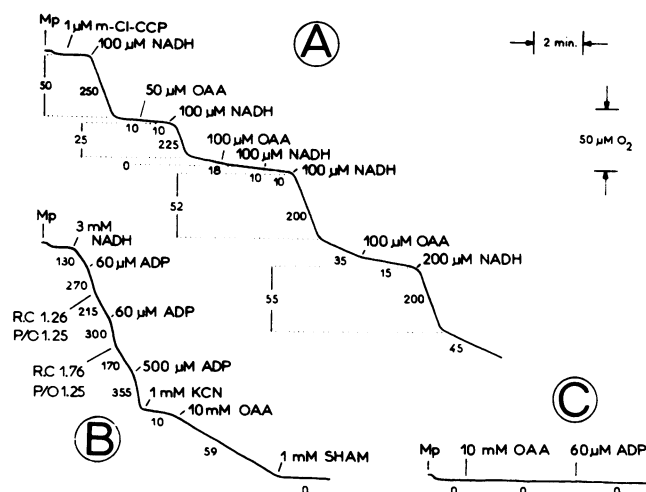 Mp
1 µM m-Cl-CCP
100 µM NADH
A
2 min.
50
250
50 µM OAA
100 µM NADH
10
10
25
225
0
100 µM OAA
100 µM NADH
100 µM NADH
18
10
10
50 µM O₂
52
200
100 µM OAA
35
15
200 µM NADH
55
200
45
Mp
3 mM
NADH
130
60 µM ADP
270
R.C 1.26
215
P/O 1.25
300
60 µM ADP
R.C 1.76
170
P/O 1.25
355
500 µM ADP
1 mM KCN
10
10 mM OAA
B
59
1 mM SHAM
0
C
Mp
10 mM OAA
60 µM ADP
0
0
0